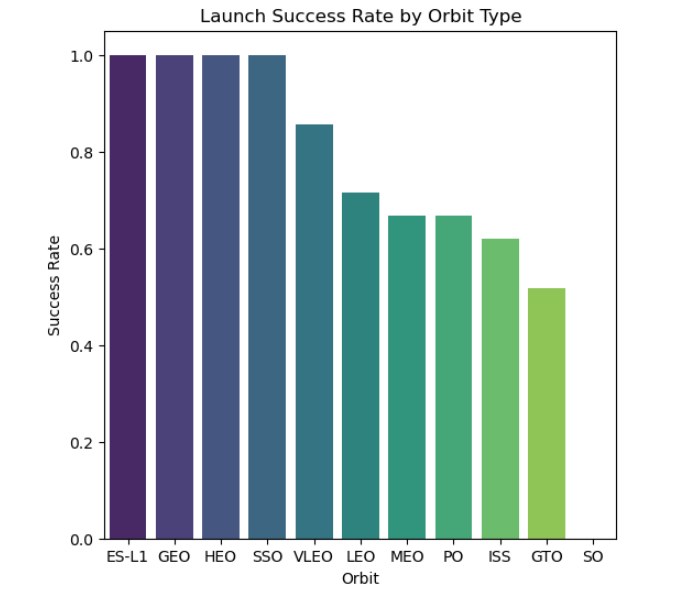 Launch Success Rate by Orbit Type
1.0
0.8
0.6
0.4
0.2
0.0
Success Rate
ES-L1 GEO HEO SSO VLEO LEO MEO PO ISS GTO SO
Orbit